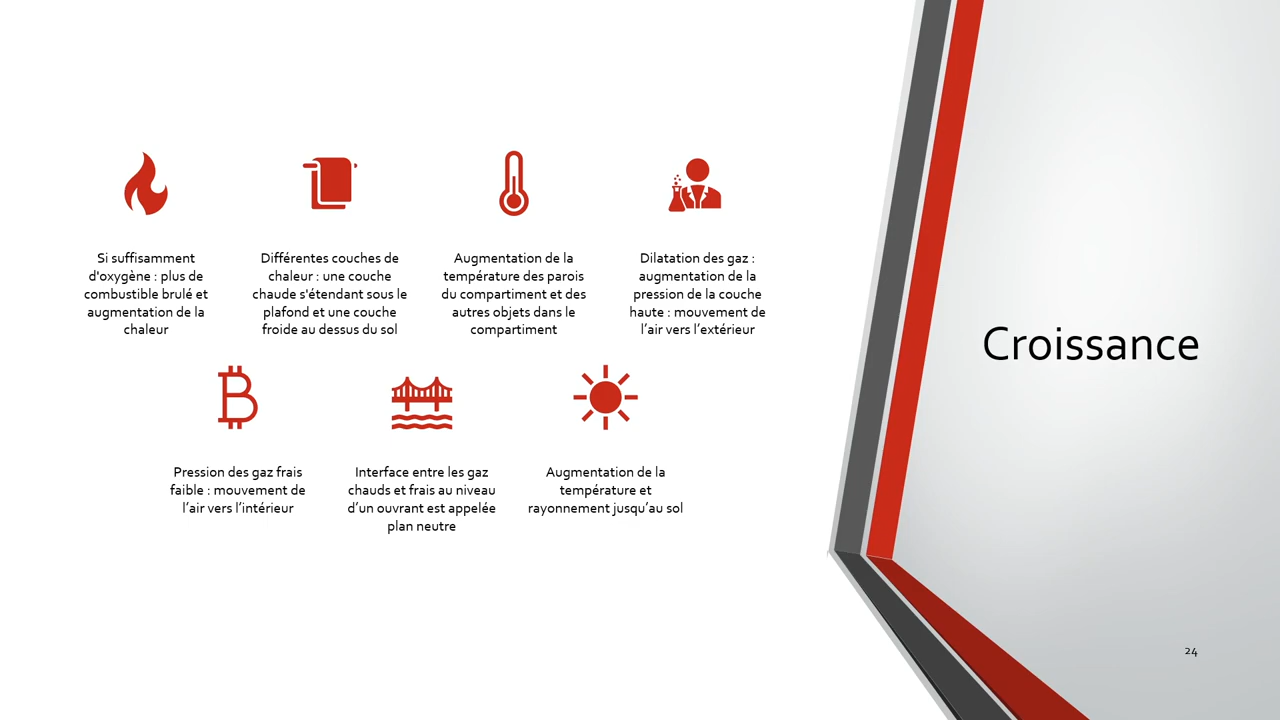 Si suffisamment
d'oxygène : plus de
combustible brulé et
augmentation de la
chaleur
Différentes couches de
chaleur : une couche
chaude s'étendant sous le
plafond et une couche
froide au dessus du sol
Augmentation de la
température des parois
du compartiment et des
autres objets dans le
compartiment
Dilatation des gaz :
augmentation de la
pression de la couche
haute : mouvement de
l’air vers l’extérieur
Pression des gaz frais
faible : mouvement de
l’air vers l’intérieur
Interface entre les gaz
chauds et frais au niveau
d’un ouvrant est appelée
plan neutre
Augmentation de la
température et
rayonnement jusqu’au sol
Croissance
24